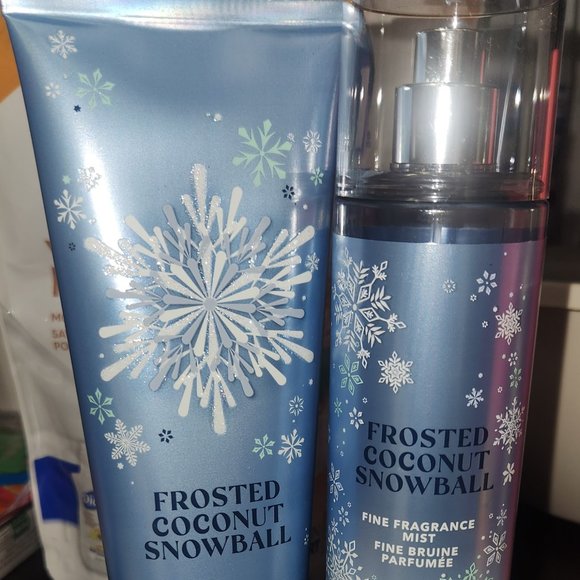 FROSTED
COCONUT
SNOWBALL
FROSTED
COCONUT
SNOWBALL
FINE FRAGRANCE
MIST
FINE BRUINE
PARFUMÉE